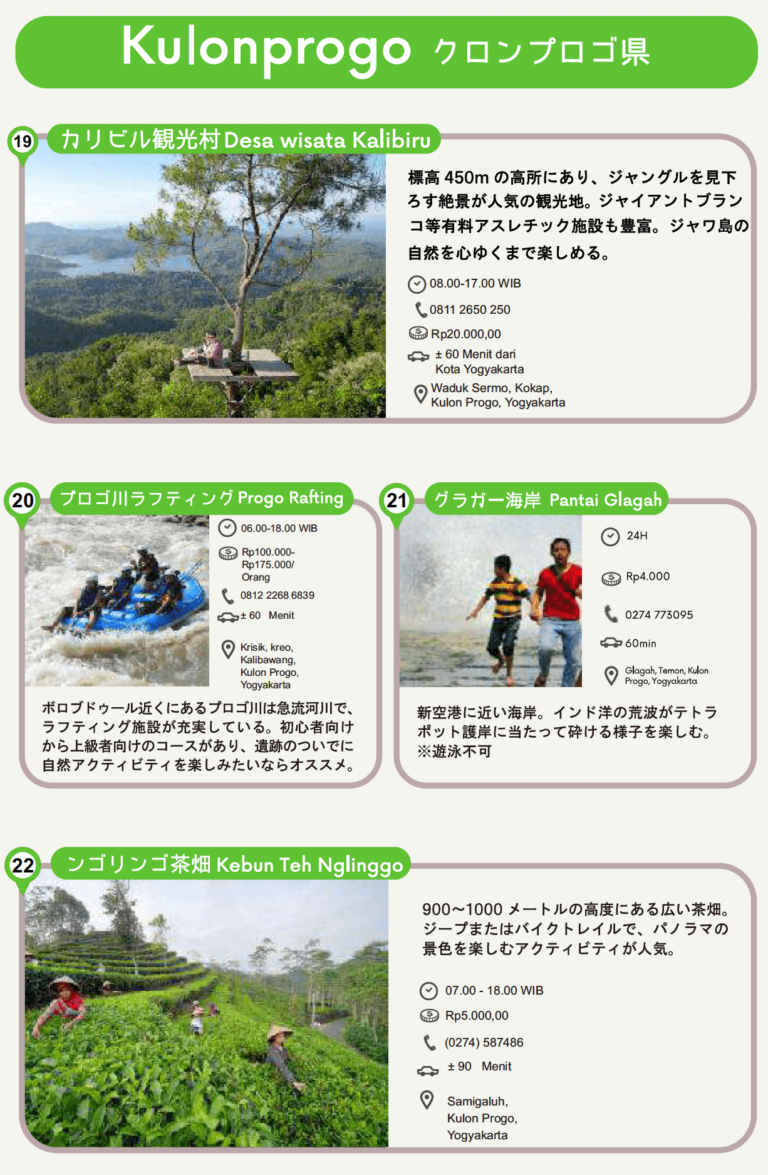 Kulonprogo クロンプロゴ県
19
カリビル観光村 Desa wisata Kalibiru
標高 450m の高所にあり、ジャングルを見下
ろす絶景が人気の観光地。ジャイアントブラン
コ等有料アスレチック施設も豊富。ジャワ島の
自然を心ゆくまで楽しめる。
08.00-17.00 WIB
0811 2650 250
Rp20.000,00
± 60 Menit dari
Kota Yogyakarta
Waduk Sermo, Kokap,
Kulon Progo, Yogyakarta
20
プロゴ川ラフティング Progo Rafting
06.00-18.00 WIB
Rp100.000-
Rp175.000/
Orang
0812 2268 6839
± 60 Menit
Krisik, kreo,
Kalibawang,
Kulon Progo,
Yogyakarta
ボロブドゥール近くにあるプロゴ川は急流河川で、
ラフティング施設が充実している。初心者向け
から上級者向けのコースがあり、遺跡のついでに
自然アクティビティを楽しみたいならオススメ。
21
グラガー海岸 Pantai Glagah
24H
Rp4.000
0274 773095
60min
Glagah, Temon, Kulon
Progo, Yogyakarta
新空港に近い海岸。インド洋の荒波がテトラ
ポット護岸に当たって砕ける様子を楽しむ。
※遊泳不可
22
ンゴリンゴ茶畑 Kebun Teh Nglinggo
900〜1000 メートルの高度にある広い茶畑。
ジープまたはバイクトレイルで、パノラマの
景色を楽しむアクティビティが人気。
07.00 - 18.00 WIB
Rp5.000,00
(0274) 587486
± 90 Menit
Samigaluh,
Kulon Progo,
Yogyakarta